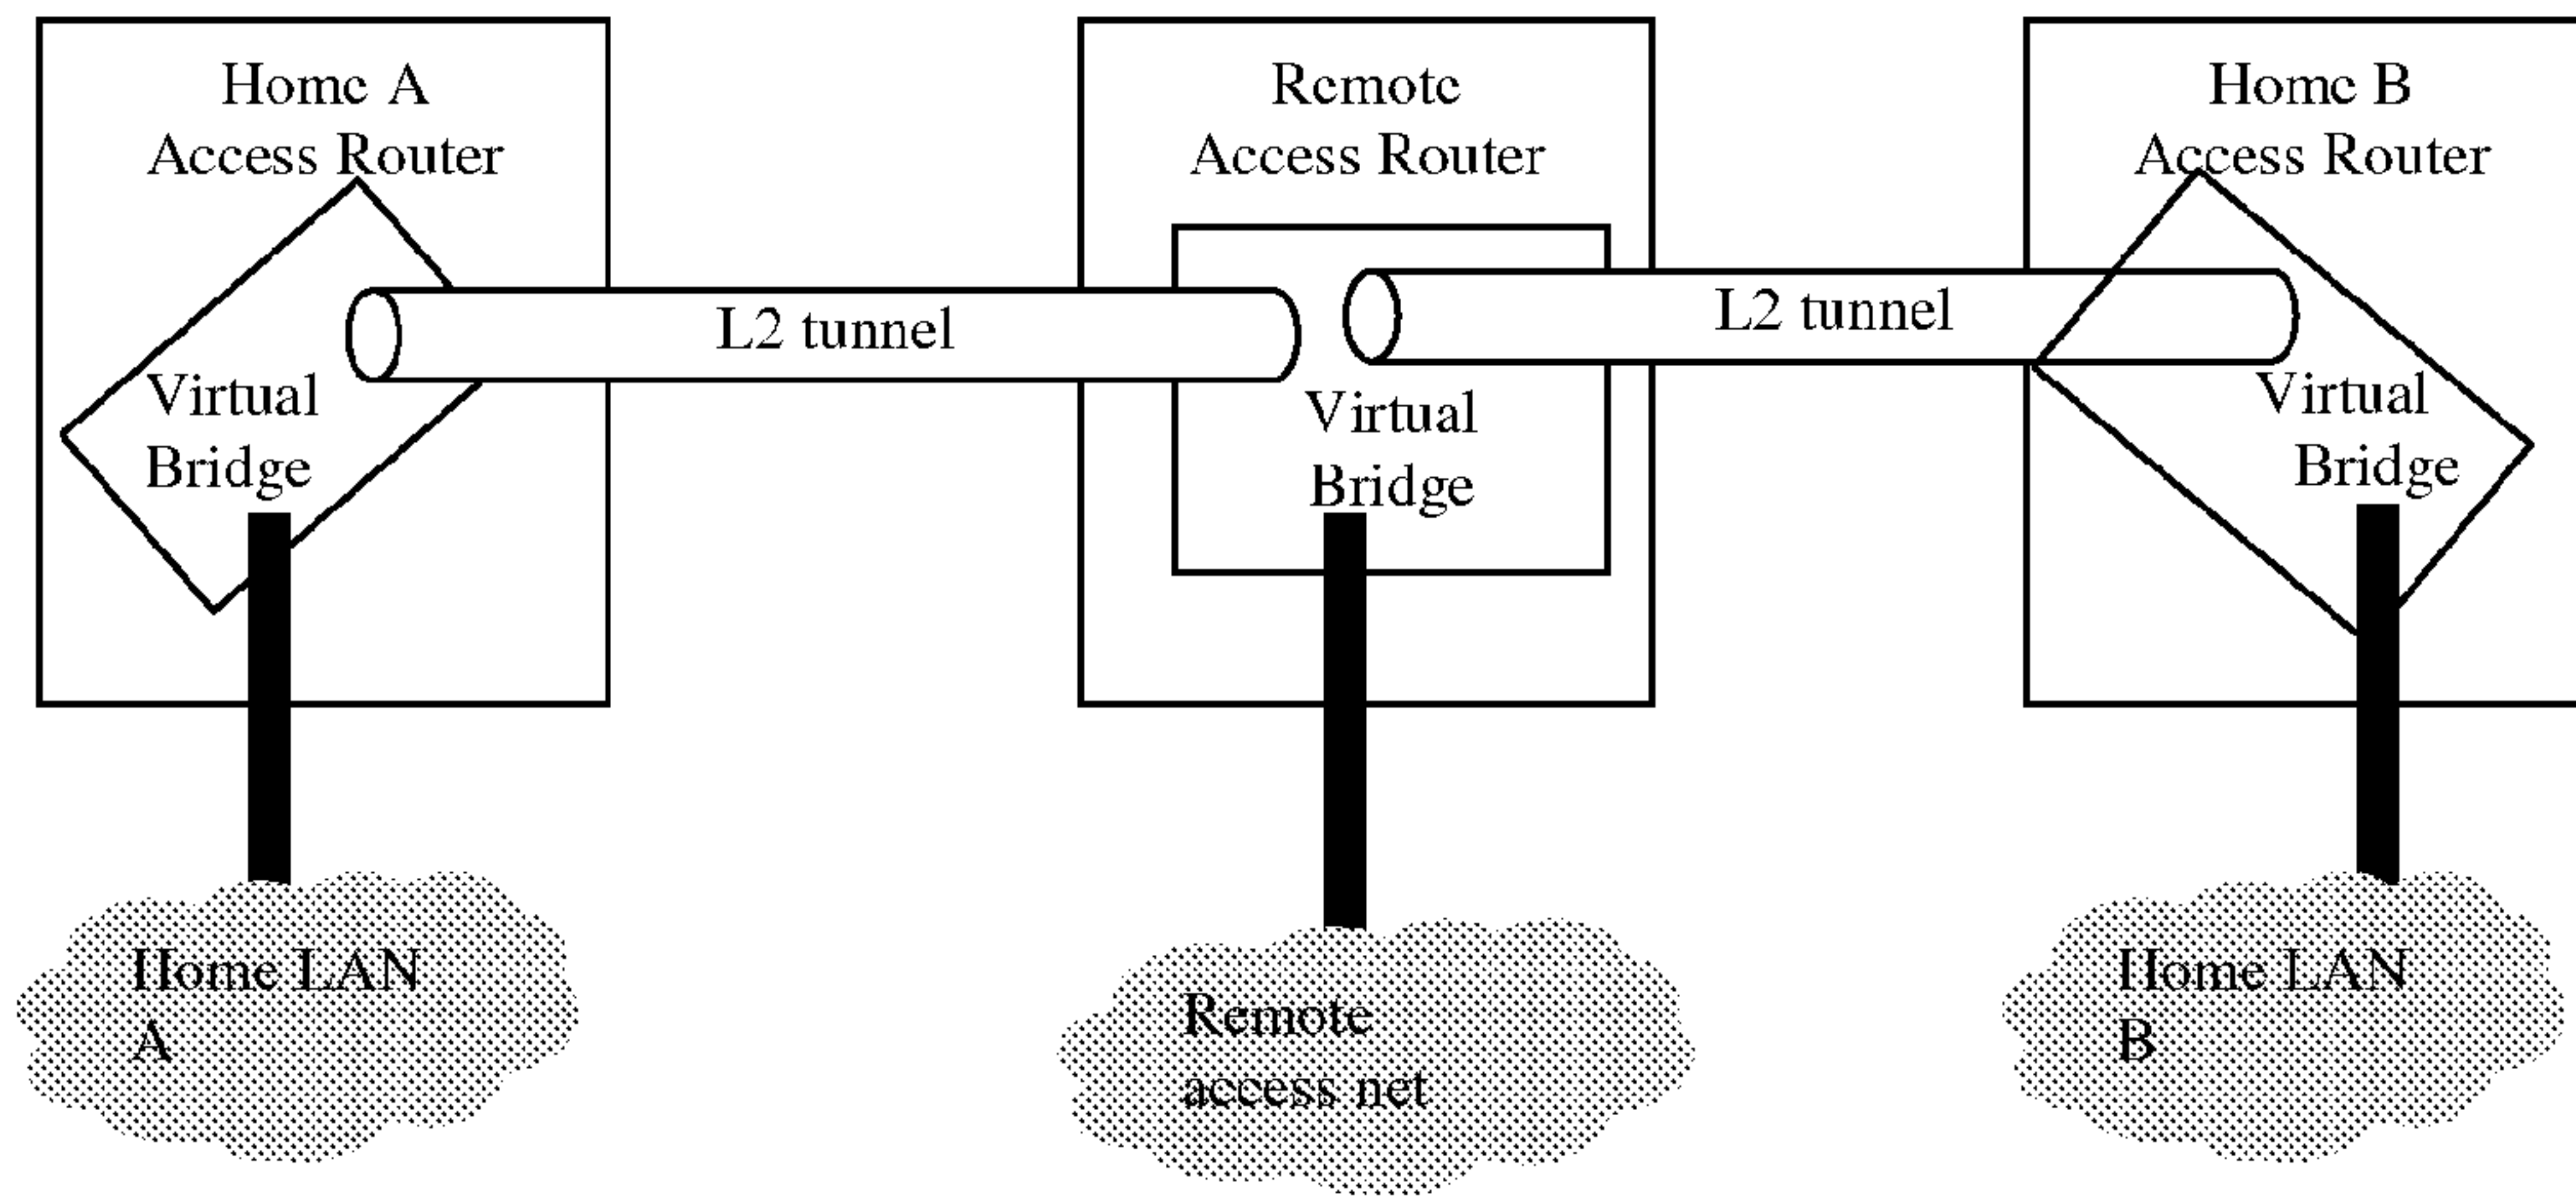 Home A
Access Router
Remote
Access Router
Home B
Access Router
L2 tunnel
L2 tunnel
Virtual
Bridge
Virtual
Bridge
Virtual
Bridge
Home LAN
A
Remote
access net
Home LAN
B